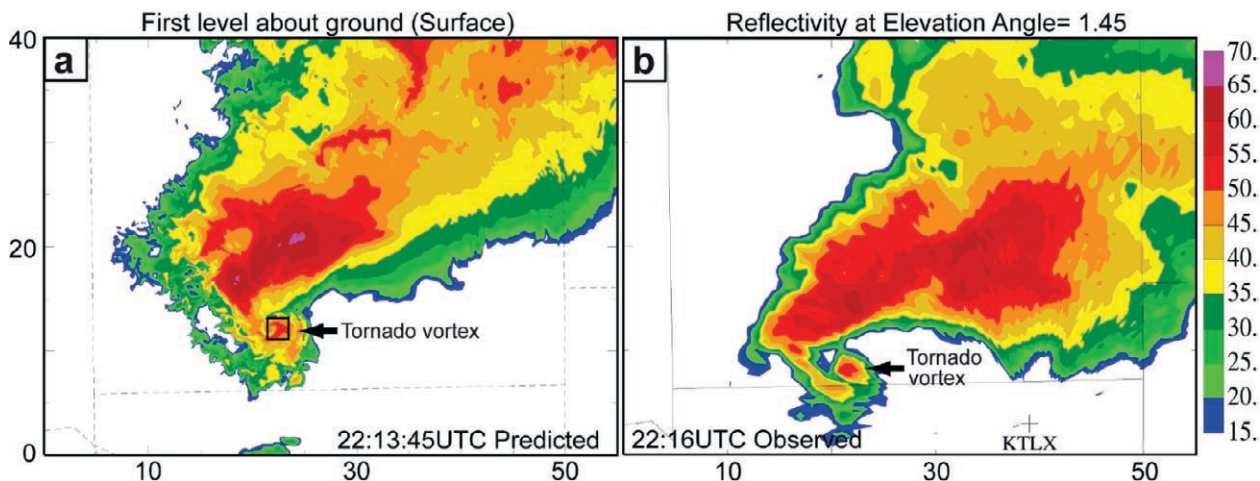 First level about ground (Surface)
Reflectivity at Elevation Angle= 1.45
40
a
b
70.
65.
60.
55.
50.
45.
40.
35.
30.
25.
20.
15.
20
Tornado vortex
Tornado
vortex
0
22:13:45UTC Predicted
22:16UTC Observed
KTLX
10
30
50
10
30
50